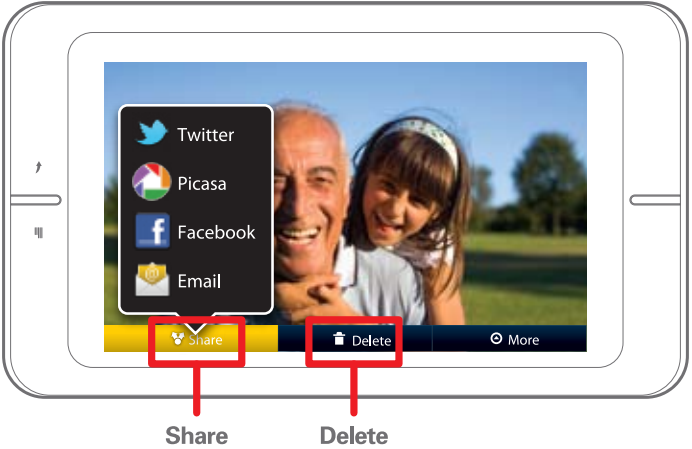 Twitter
Picasa
Facebook
Email
Share Delete More
Share Delete